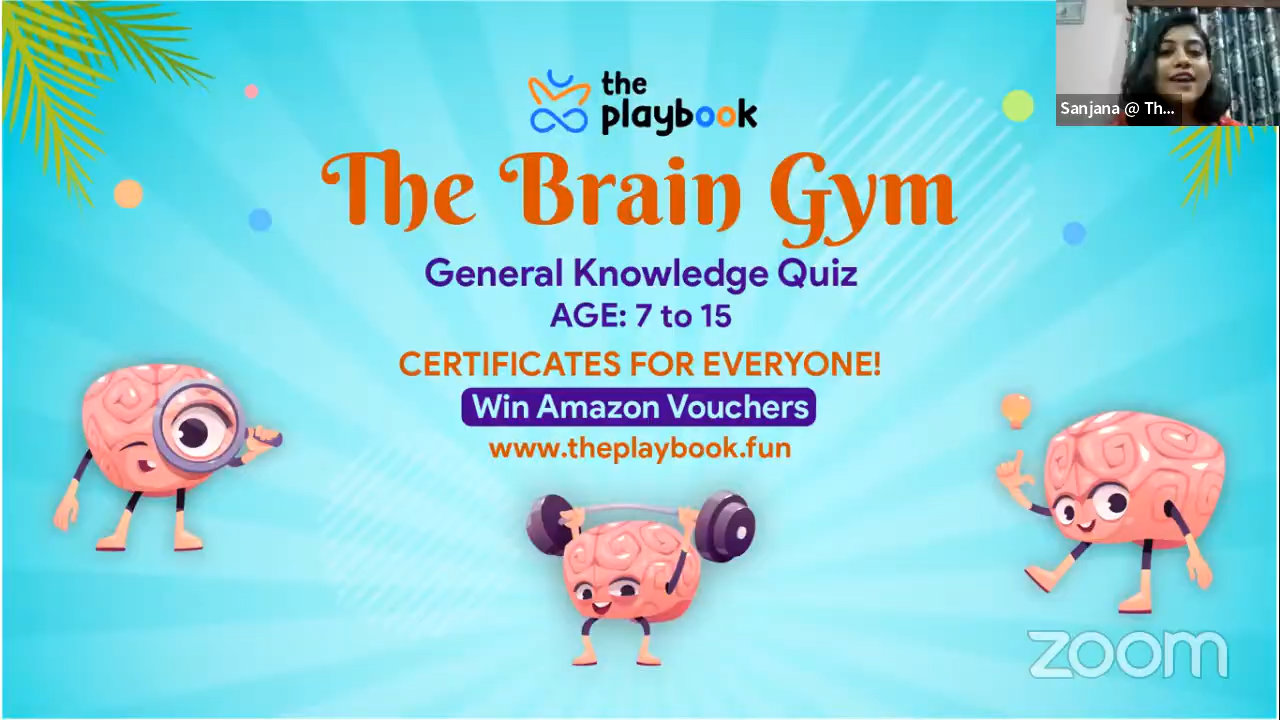 the
playbook
Sanjana @ Th...
The Brain Gym
General Knowledge Quiz
AGE: 7 to 15
CERTIFICATES FOR EVERYONE!
Win Amazon Vouchers
www.theplaybook.fun
zoom